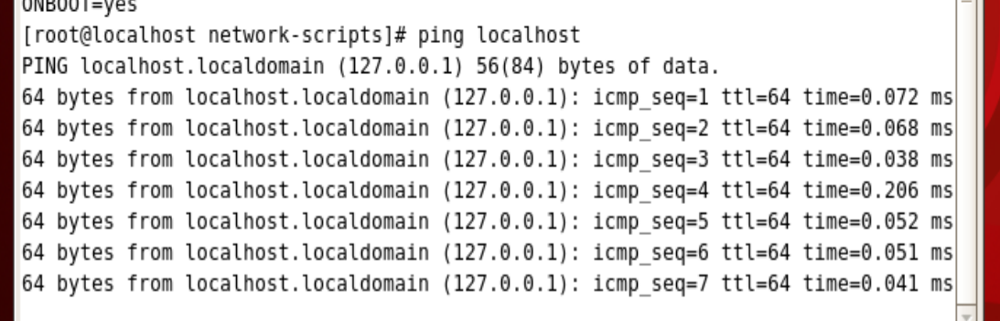 ONBOOT=yes
[root@localhost network-scripts]# ping localhost
PING localhost.localdomain (127.0.0.1) 56(84) bytes of data.
64 bytes from localhost.localdomain (127.0.0.1): icmp_seq=1 ttl=64 time=0.072 ms
64 bytes from localhost.localdomain (127.0.0.1): icmp_seq=2 ttl=64 time=0.068 ms
64 bytes from localhost.localdomain (127.0.0.1): icmp_seq=3 ttl=64 time=0.038 ms
64 bytes from localhost.localdomain (127.0.0.1): icmp_seq=4 ttl=64 time=0.206 ms
64 bytes from localhost.localdomain (127.0.0.1): icmp_seq=5 ttl=64 time=0.052 ms
64 bytes from localhost.localdomain (127.0.0.1): icmp_seq=6 ttl=64 time=0.051 ms
64 bytes from localhost.localdomain (127.0.0.1): icmp_seq=7 ttl=64 time=0.041 ms